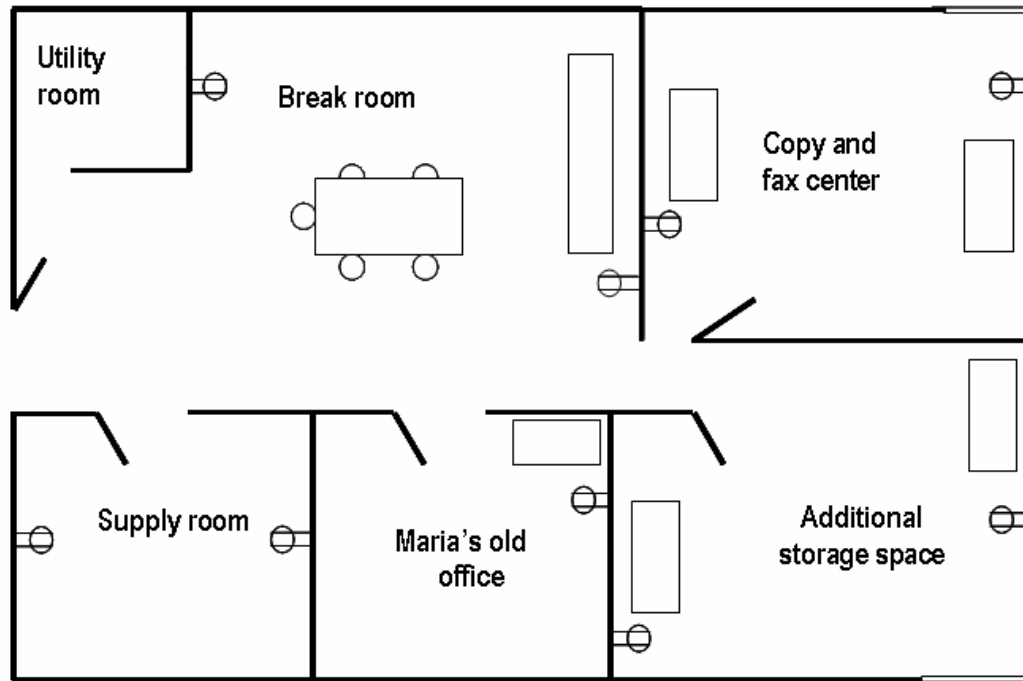 Utility
room
Break room
Copy and
fax center
Supply room
Maria's old
office
Additional
storage space